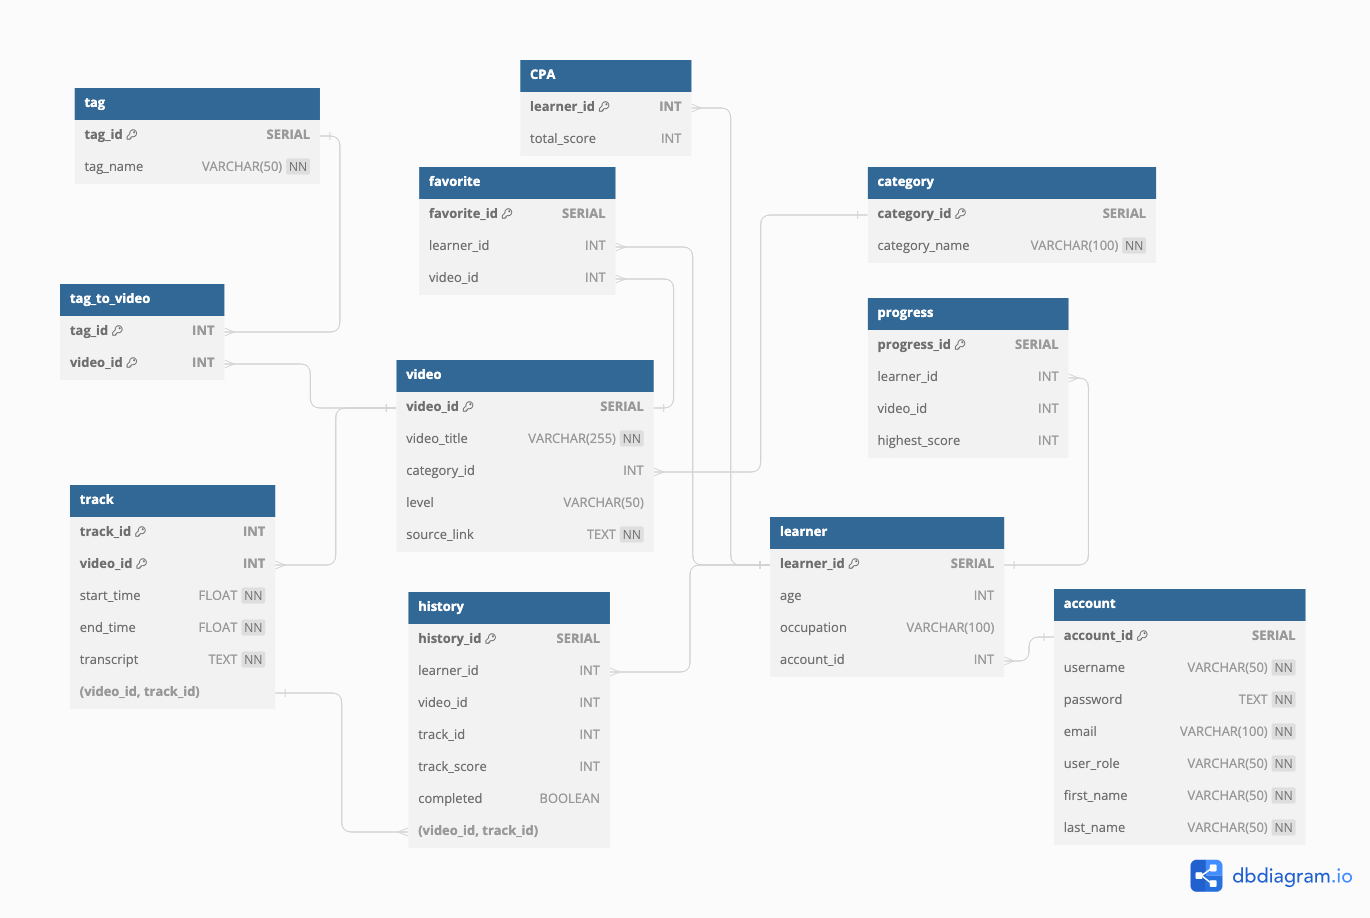 CPA
learner_id INT
total_score INT
tag
tag_id SERIAL
tag_name VARCHAR(50) NN
favorite
favorite_id SERIAL
learner_id INT
video_id INT
category
category_id SERIAL
category_name VARCHAR(100) NN
tag_to_video
tag_id INT
video_id INT
progress
progress_id SERIAL
learner_id INT
video_id INT
highest_score INT
video
video_id SERIAL
video_title VARCHAR(255) NN
category_id INT
level VARCHAR(50)
source_link TEXT NN
track
track_id INT
video_id INT
start_time FLOAT NN
end_time FLOAT NN
transcript TEXT NN
(video_id, track_id)
learner
learner_id SERIAL
age INT
occupation VARCHAR(100)
account_id INT
history
history_id SERIAL
learner_id INT
video_id INT
track_id INT
track_score INT
completed BOOLEAN
(video_id, track_id)
account
account_id SERIAL
username VARCHAR(50) NN
password TEXT NN
email VARCHAR(100) NN
user_role VARCHAR(50) NN
first_name VARCHAR(50) NN
last_name VARCHAR(50) NN
dbdiagram.io